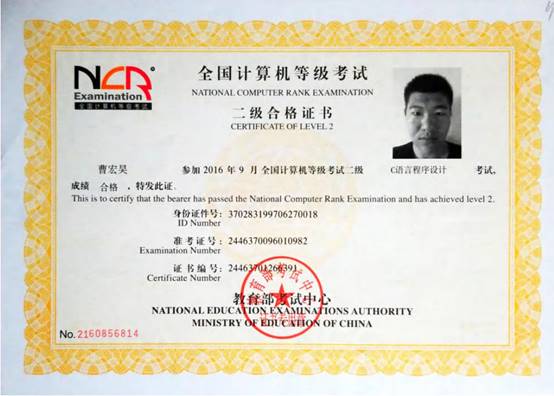 NCR
Examination
全国计算机等级考试
全国计算机等级考试
NATIONAL COMPUTER RANK EXAMINATION
二级合格证书
CERTIFICATE OF LEVEL 2
曹宏昊 参加 2016 年 9 月 全国计算机等级考试二级 C语言程序设计 考试,
成绩 合格 ,特发此证.
This is to certify that the bearer has passed the National Computer Rank Examination and has achieved level 2.
身份证件号: 370283199706270018
ID Number
准考证号: 2446370096010982
Examination Number
证书编号: 24463701266391
Certificate Number
教育部考试中心
NATIONAL EDUCATION EXAMINATIONS AUTHORITY
MINISTRY OF EDUCATION OF CHINA
No. 2160856814